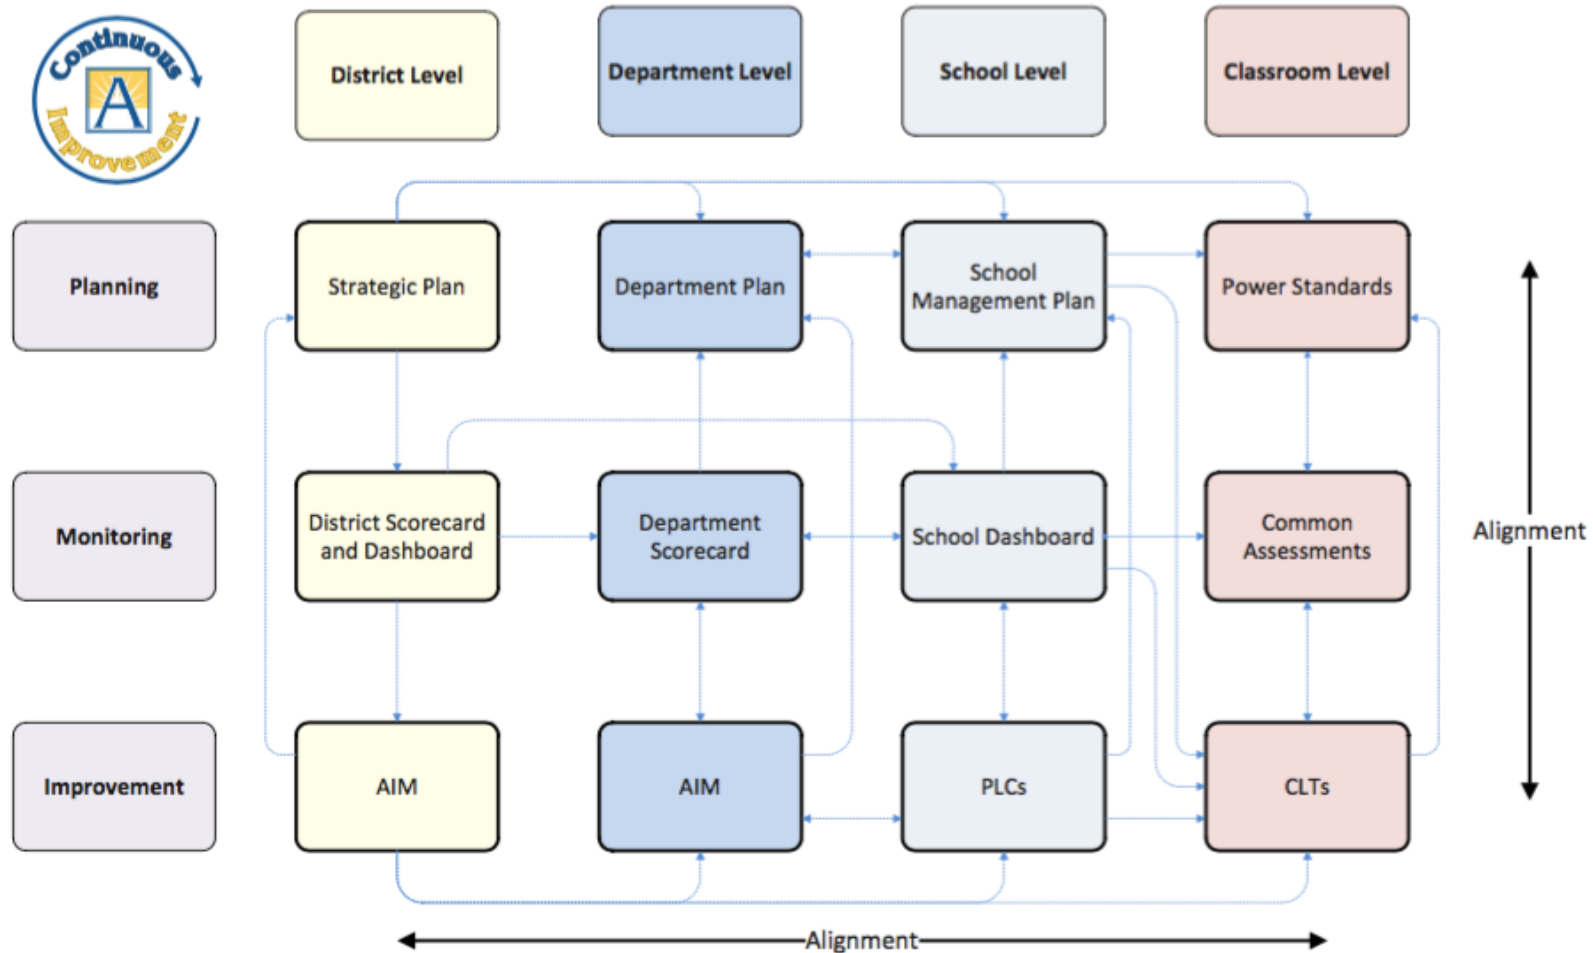 Continuous
A
Improvement
District Level
Department Level
School Level
Classroom Level
Planning
Strategic Plan
Department Plan
School
Management Plan
Power Standards
Monitoring
District Scorecard
and Dashboard
Department
Scorecard
School Dashboard
Common
Assessments
Alignment
Improvement
AIM
AIM
PLCs
CLTs
Alignment